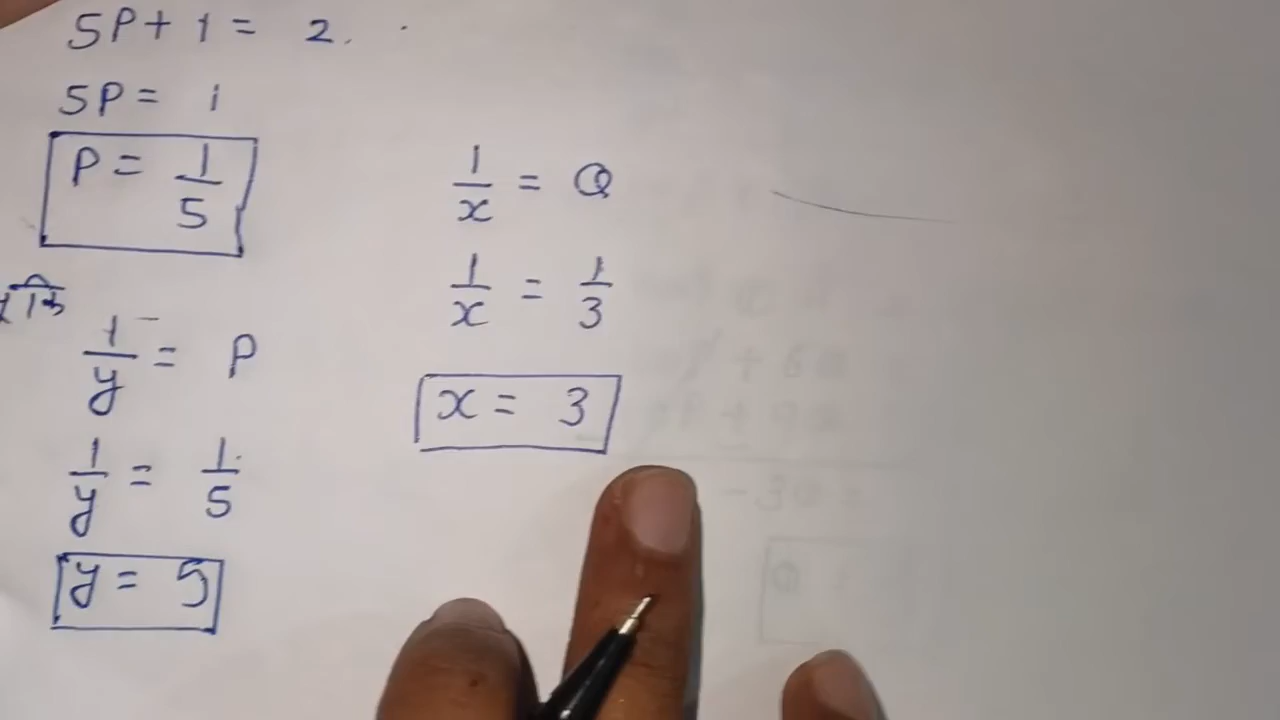 5P + 1 = 2.
5P = 1
P = 1/5
1/y = P
1/y = 1/5
y = 5
1/x = Q
1/x = 1/3
x = 3